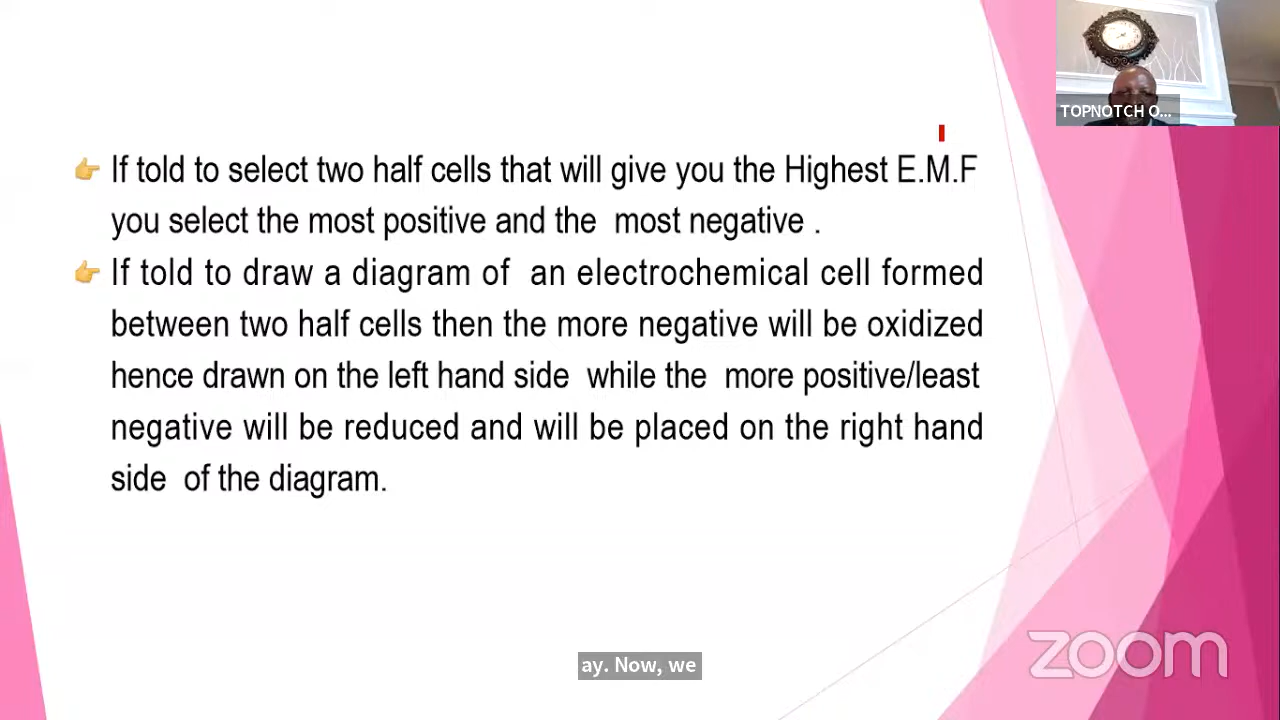 TOPNOTCH O...
If told to select two half cells that will give you the Highest E.M.F
you select the most positive and the most negative .
If told to draw a diagram of an electrochemical cell formed
between two half cells then the more negative will be oxidized
hence drawn on the left hand side while the more positive/least
negative will be reduced and will be placed on the right hand
side of the diagram.
zoom
ay. Now, we